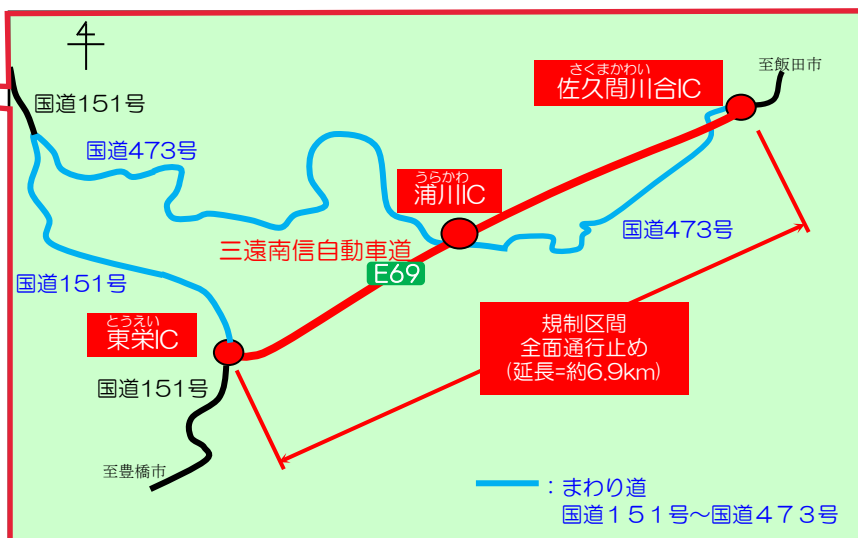 さくまかわい
佐久間川合IC
至飯田市
国道151号
国道473号
うらかわ
浦川IC
三遠南信自動車道
E69
国道473号
国道151号
とうえい
東栄IC
規制区間
全面通行止め
(延長=約6.9km)
国道151号
至豊橋市
:まわり道
国道151号~国道473号